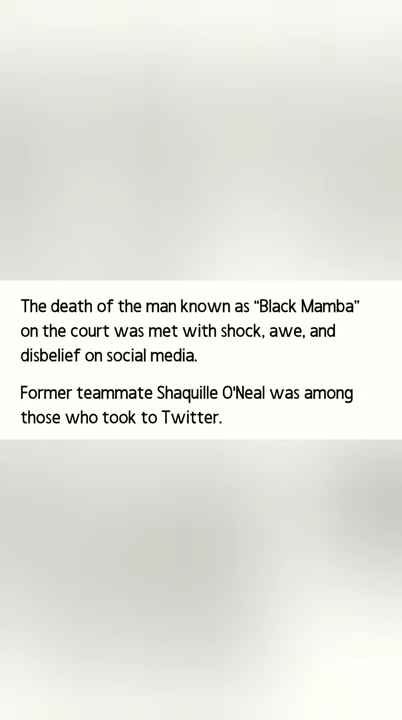 The death of the man known as “Black Mamba”
on the court was met with shock, awe, and
disbelief on social media.
Former teammate Shaquille O'Neal was among
those who took to Twitter.